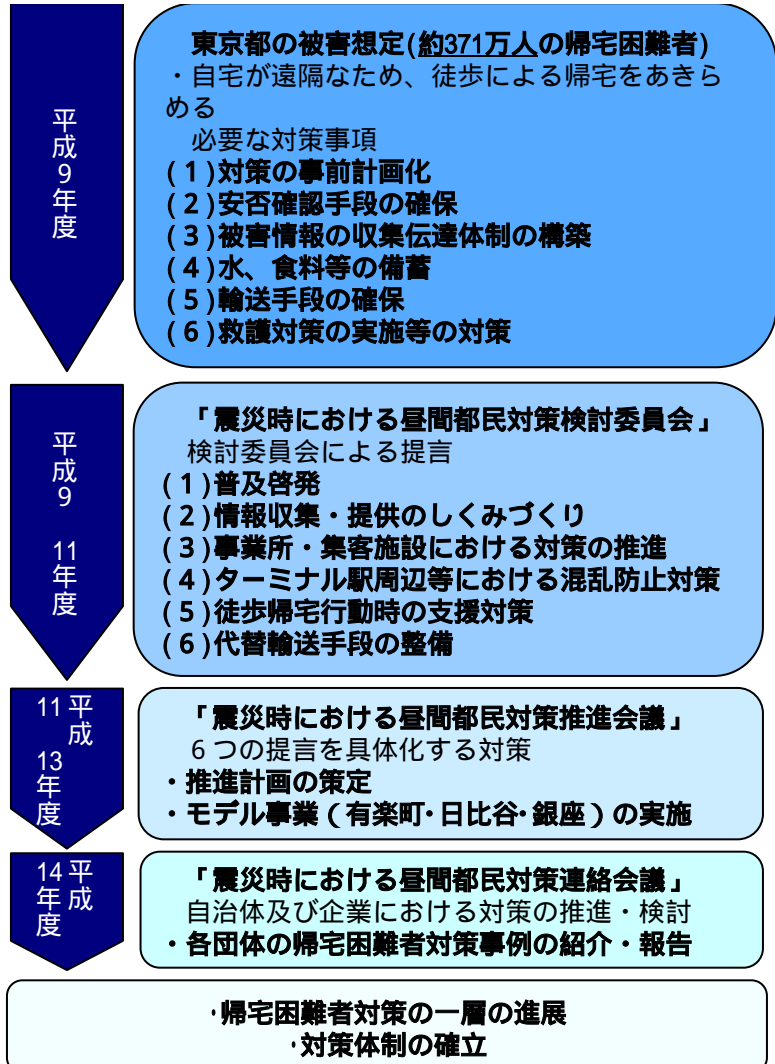 平成9年度
東京都の被害想定(約371万人の帰宅困難者)
・自宅が遠隔なため、徒歩による帰宅をあきら
める
必要な対策事項
(1)対策の事前計画化
(2)安否確認手段の確保
(3)被害情報の収集伝達体制の構築
(4)水、食料等の備蓄
(5)輸送手段の確保
(6)救護対策の実施等の対策
平成9 11年度
「震災時における昼間都民対策検討委員会」
検討委員会による提言
(1)普及啓発
(2)情報収集・提供のしくみづくり
(3)事業所・集客施設における対策の推進
(4)ターミナル駅周辺等における混乱防止対策
(5)徒歩帰宅行動時の支援対策
(6)代替輸送手段の整備
平成
11 13年度
「震災時における昼間都民対策推進会議」
6つの提言を具体化する対策
・推進計画の策定
・モデル事業(有楽町・日比谷・銀座)の実施
平成
14年度
「震災時における昼間都民対策連絡会議」
自治体及び企業における対策の推進・検討
・各団体の帰宅困難者対策事例の紹介・報告
・帰宅困難者対策の一層の進展
・対策体制の確立